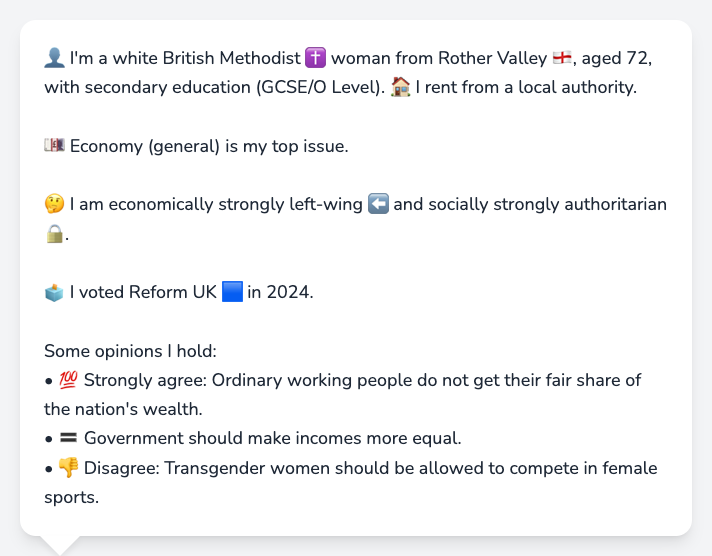 👤 I'm a white British Methodist ✝️ woman from Rother Valley 🏴󠁧󠁢󠁥󠁮󠁧󠁿, aged 72,
with secondary education (GCSE/O Level). 🏠 I rent from a local authority.
💷 Economy (general) is my top issue.
🤔 I am economically strongly left-wing ⬅️ and socially strongly authoritarian
🔒.
🗳️ I voted Reform UK 🟦 in 2024.
Some opinions I hold:
• 💯 Strongly agree: Ordinary working people do not get their fair share of
the nation's wealth.
• 🟰 Government should make incomes more equal.
• 👎 Disagree: Transgender women should be allowed to compete in female
sports.